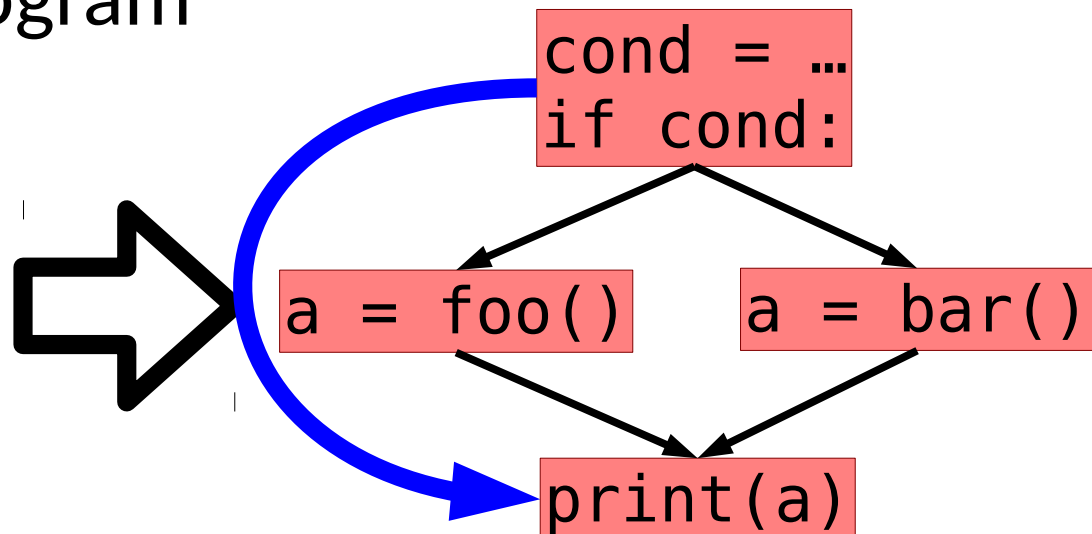 cond = …
if cond:
a = foo()
a = bar()
print(a)